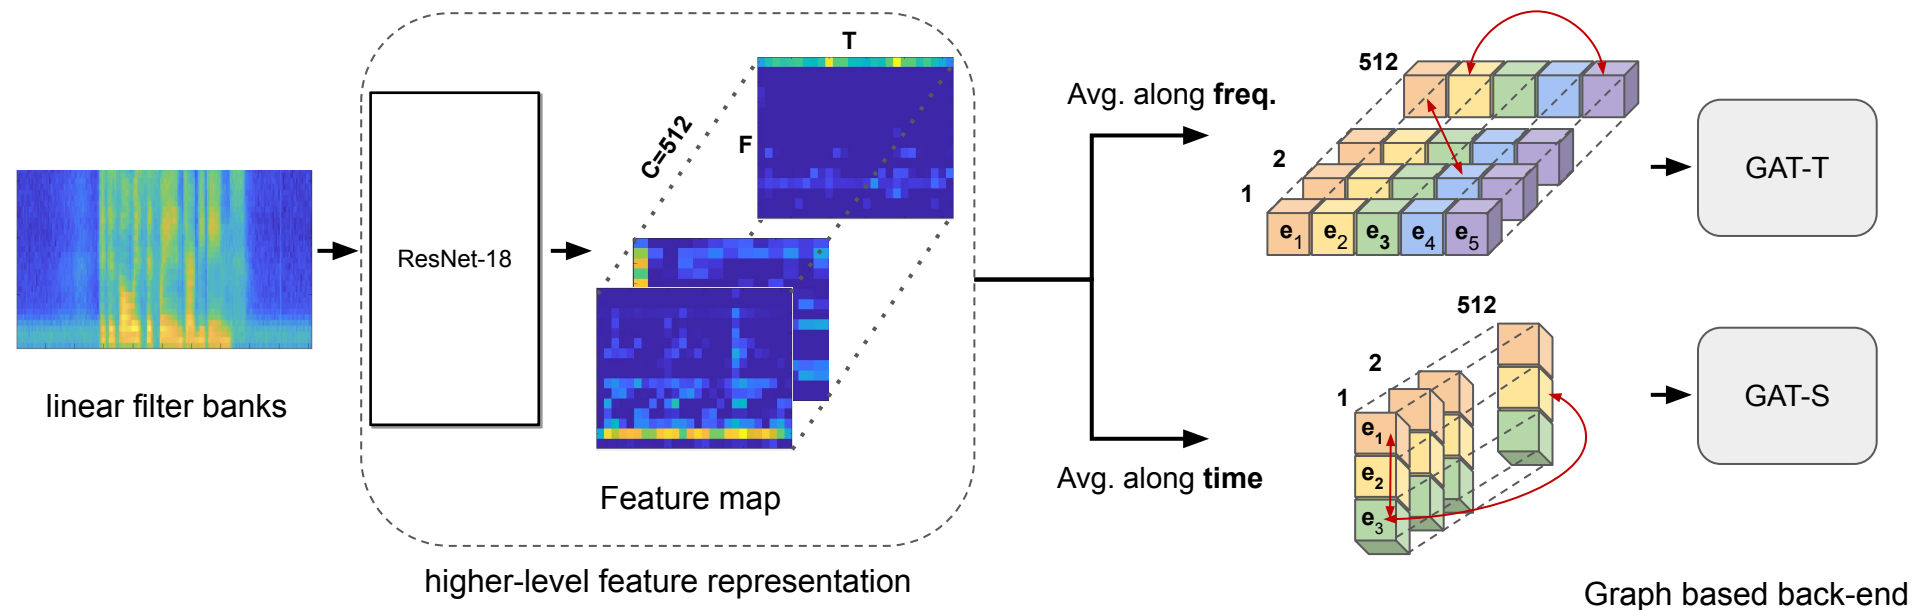 linear filter banks
ResNet-18
C=512
T
F
Feature map
higher-level feature representation
Avg. along freq.
512
2
1
e1 e2 e3 e4 e5
GAT-T
Avg. along time
512
2
1
e1
e2
e3
GAT-S
Graph based back-end